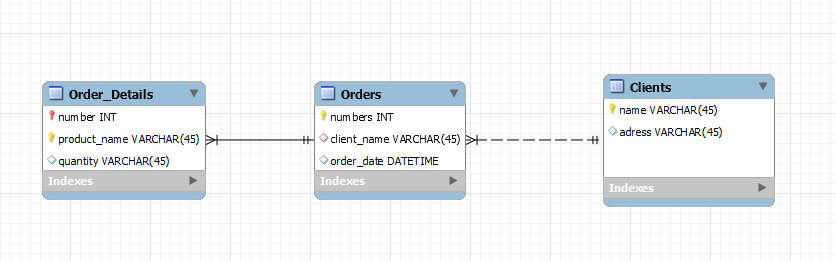 Order_Details
number INT
product_name VARCHAR(45)
quantity VARCHAR(45)
Indexes
Orders
numbers INT
client_name VARCHAR(45)
order_date DATETIME
Indexes
Clients
name VARCHAR(45)
adress VARCHAR(45)
Indexes